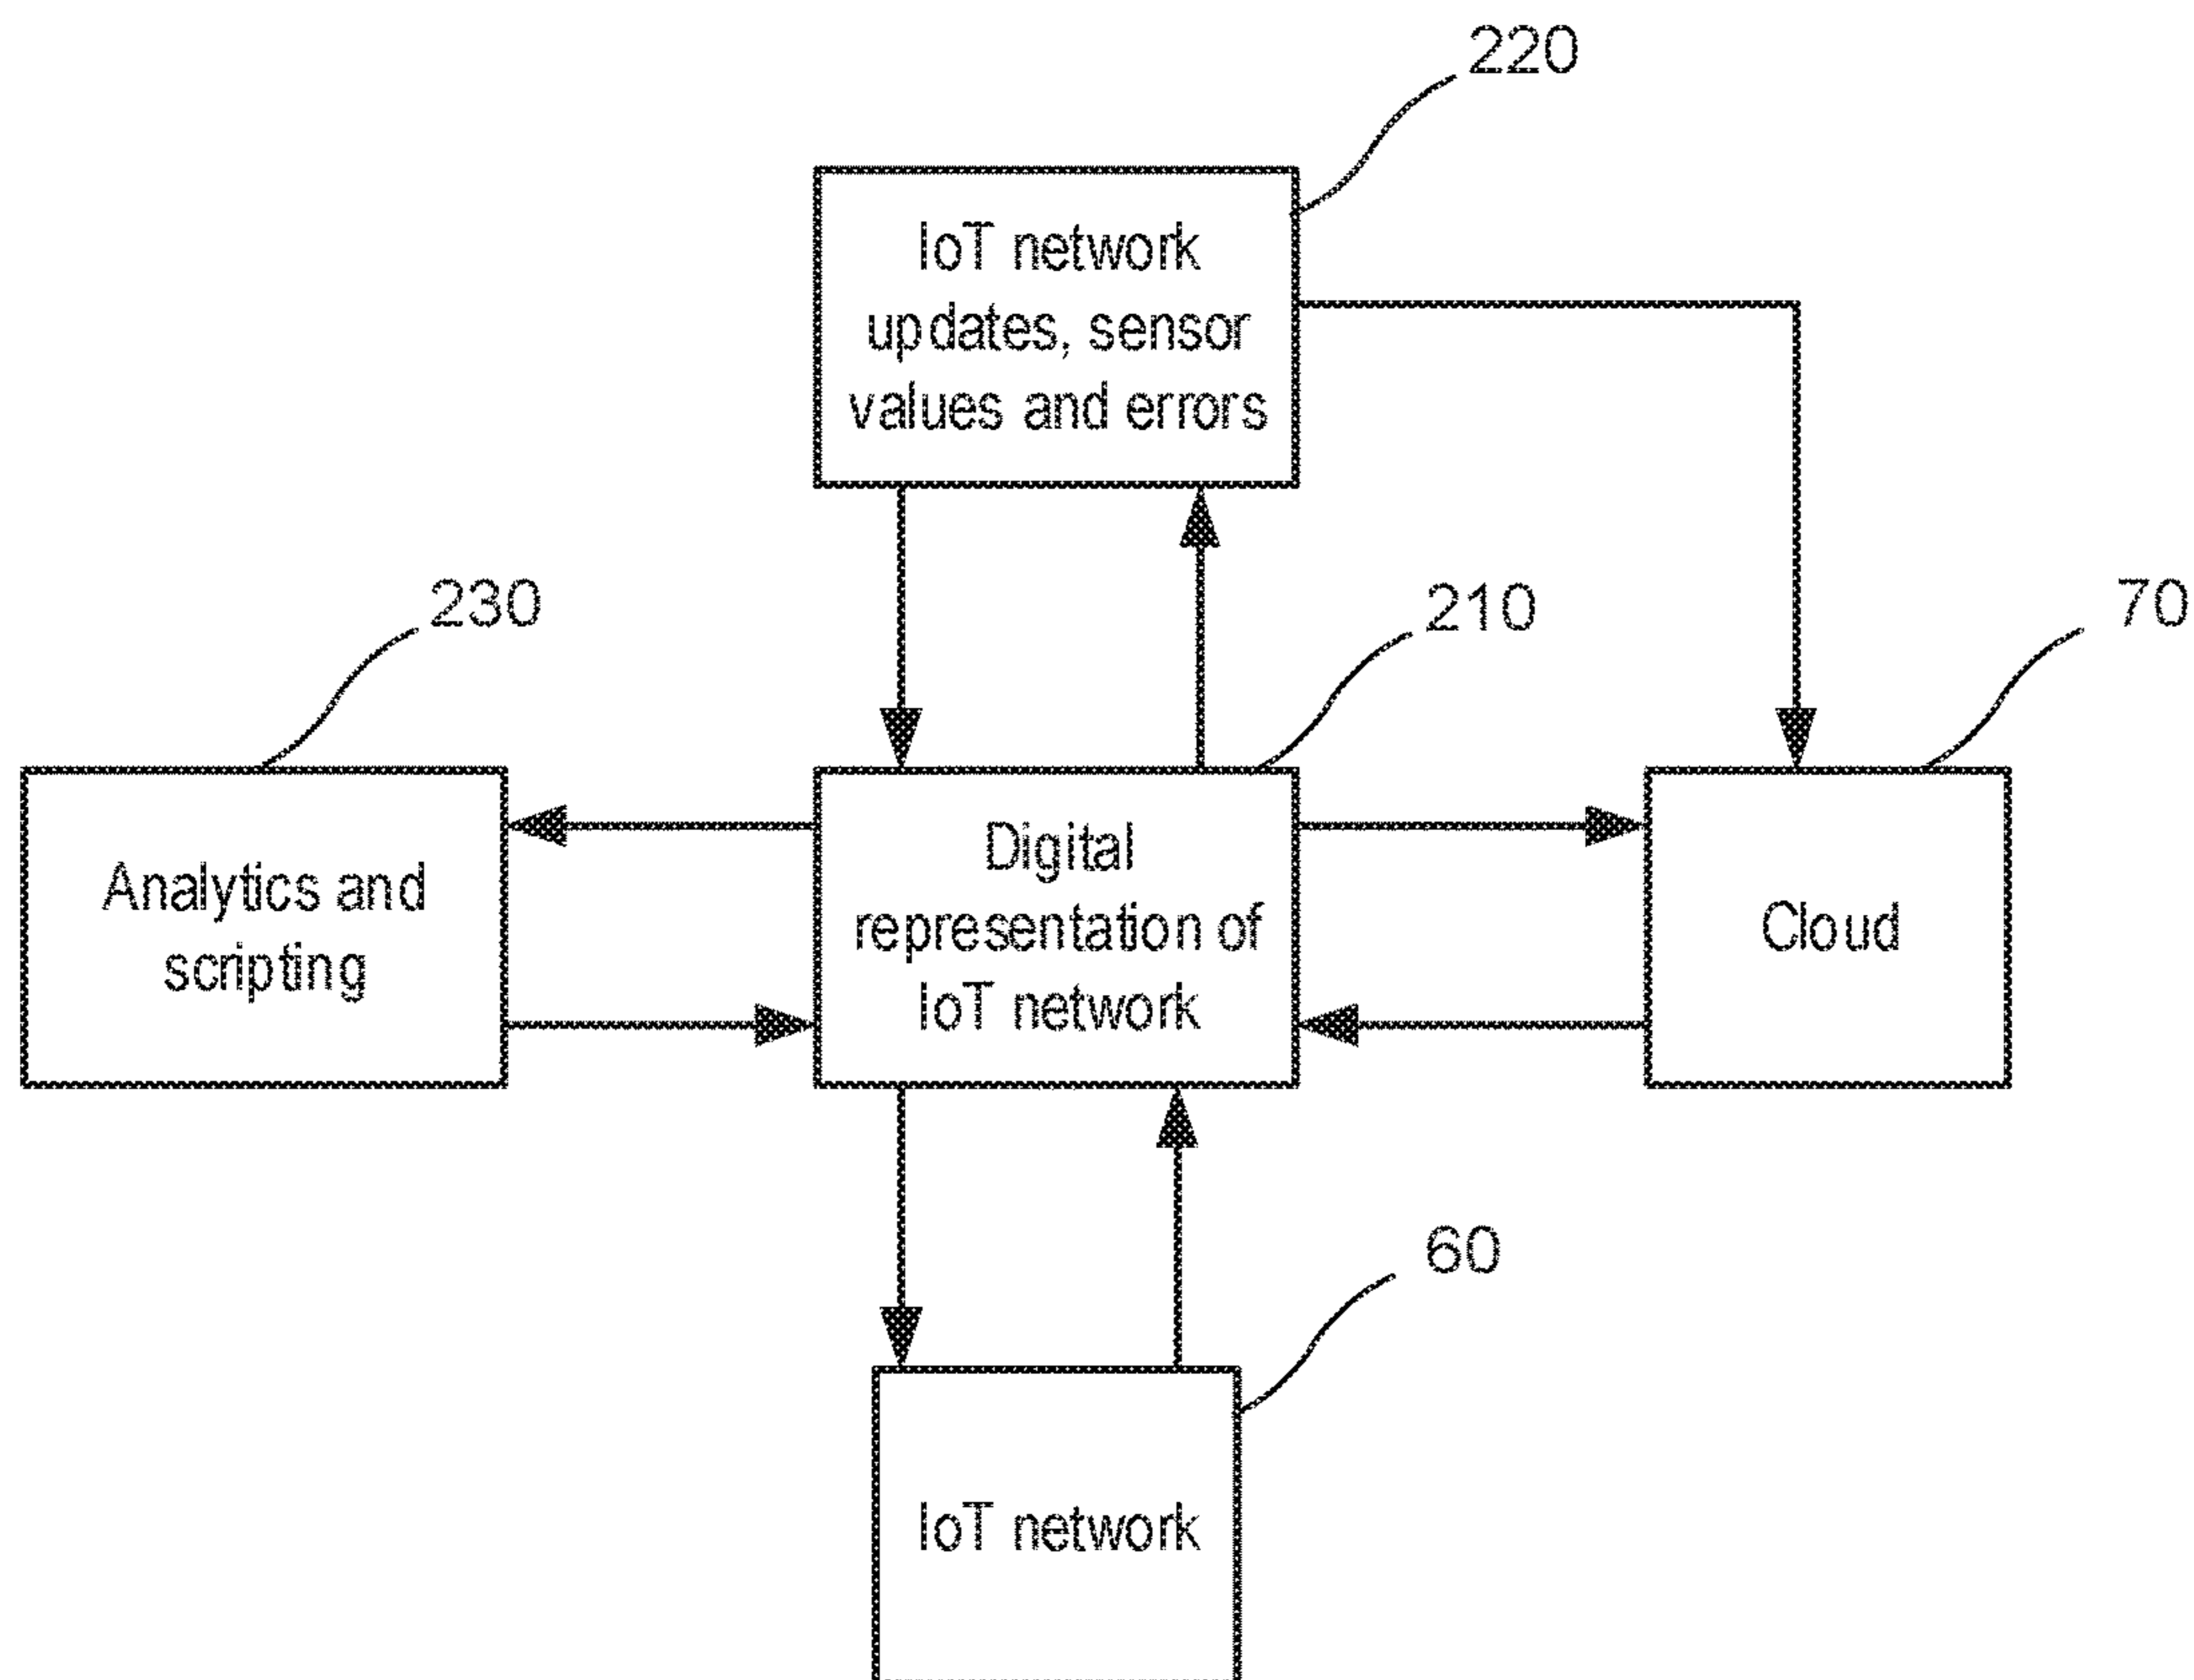 220
IoT network
updates, sensor
values and errors
230
210
70
Analytics and
scripting
Digital
representation of
IoT network
Cloud
60
IoT network